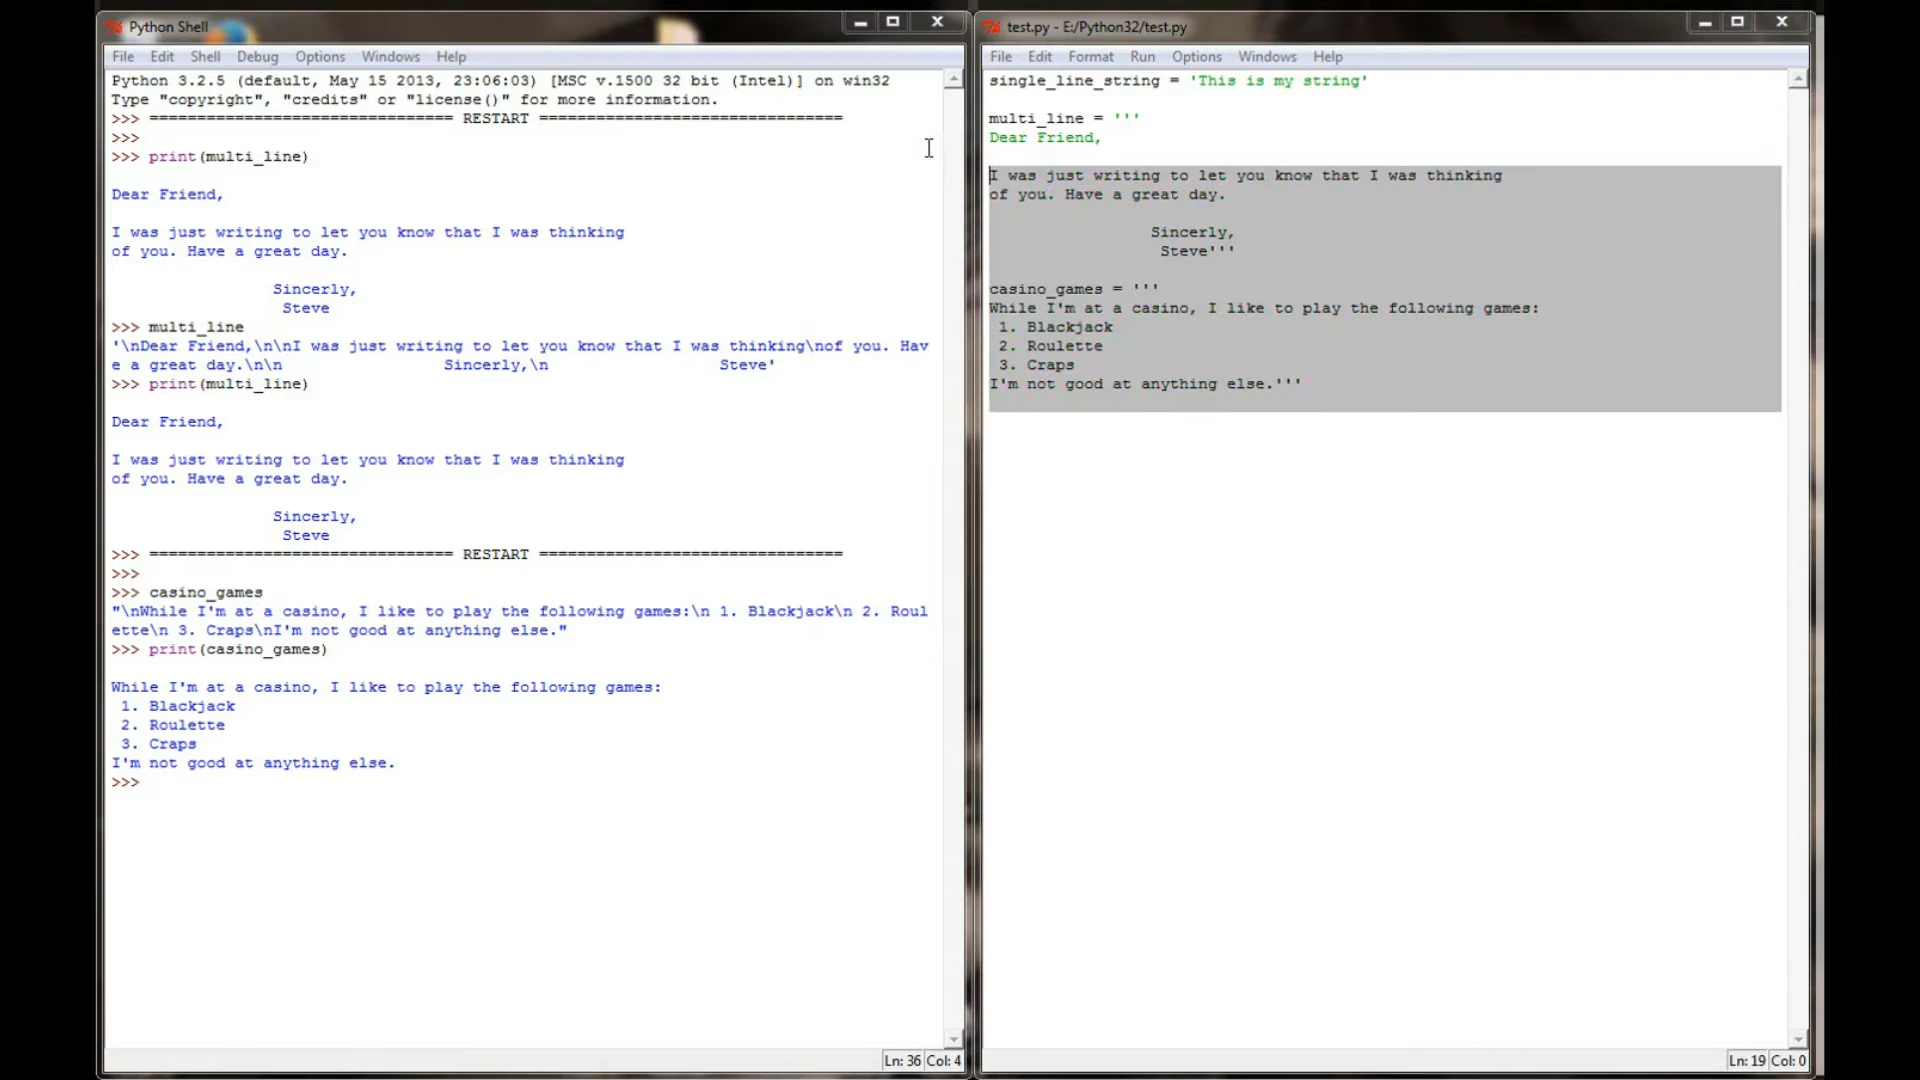 Python Shell
File Edit Shell Debug Options Windows Help
Python 3.2.5 (default, May 15 2013, 23:06:03) [MSC v.1500 32 bit (Intel)] on win32
Type "copyright", "credits" or "license()" for more information.
>>> ================================ RESTART ================================
>>>
>>> print(multi_line)
Dear Friend,
I was just writing to let you know that I was thinking
of you. Have a great day.
Sincerely,
Steve
>>> multi_line
'\nDear Friend,\n\nI was just writing to let you know that I was thinking\nof you. Hav
e a great day.\n\n                 Sincerely,\n                  Steve'
>>> print(multi_line)
Dear Friend,
I was just writing to let you know that I was thinking
of you. Have a great day.
Sincerely,
Steve
>>> ================================ RESTART ================================
>>>
>>> casino_games
"\nWhile I'm at a casino, I like to play the following games:\n 1. Blackjack\n 2. Roul
ette\n 3. Craps\nI'm not good at anything else."
>>> print(casino_games)
While I'm at a casino, I like to play the following games:
1. Blackjack
2. Roulette
3. Craps
I'm not good at anything else.
>>>
Ln: 36 Col: 4
test.py - E:/Python32/test.py
File Edit Format Run Options Windows Help
single_line_string = 'This is my string'
multi_line = '''
Dear Friend,
I was just writing to let you know that I was thinking
of you. Have a great day.
Sincerely,
Steve'''
casino_games = '''
While I'm at a casino, I like to play the following games:
1. Blackjack
2. Roulette
3. Craps
I'm not good at anything else.'''
Ln: 19 Col: 0